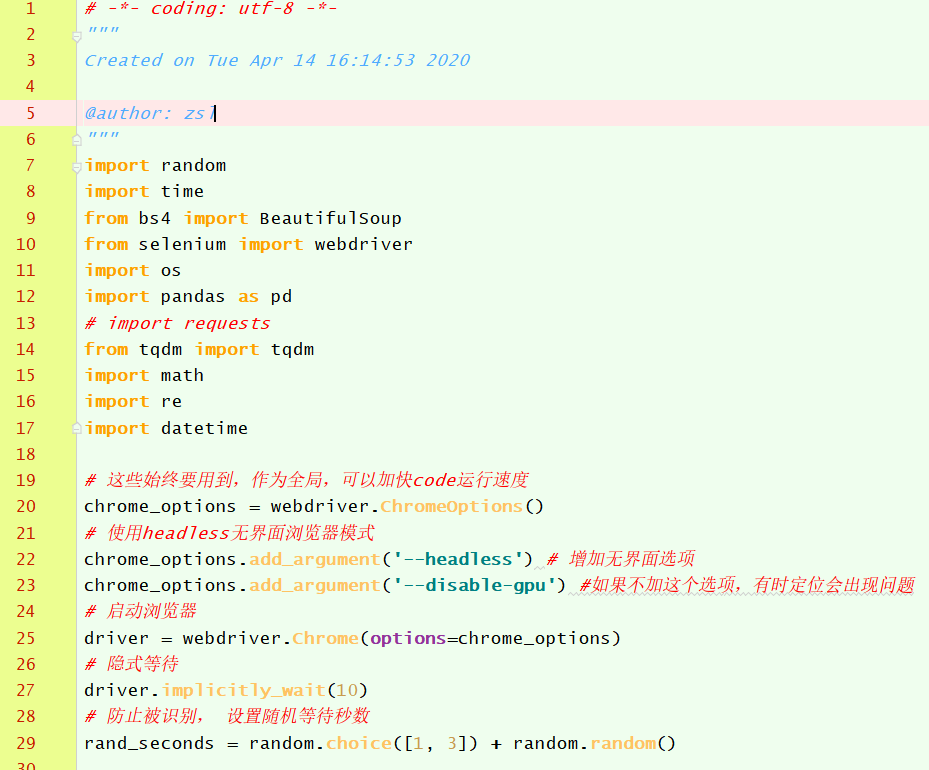 1 # -*- coding: utf-8 -*-
2 """
3 Created on Tue Apr 14 16:14:53 2020
4
5 @author: zsl
6 """
7 import random
8 import time
9 from bs4 import BeautifulSoup
10 from selenium import webdriver
11 import os
12 import pandas as pd
13 # import requests
14 from tqdm import tqdm
15 import math
16 import re
17 import datetime
18
19 # 这些始终要用到，作为全局，可以加快code运行速度
20 chrome_options = webdriver.ChromeOptions()
21 # 使用headless无界面浏览器模式
22 chrome_options.add_argument('--headless') # 增加无界面选项
23 chrome_options.add_argument('--disable-gpu') #如果不加这个选项，有时定位会出现问题
24 # 启动浏览器
25 driver = webdriver.Chrome(options=chrome_options)
26 # 隐式等待
27 driver.implicitly_wait(10)
28 # 防止被识别， 设置随机等待秒数
29 rand_seconds = random.choice([1, 3]) + random.random()
30